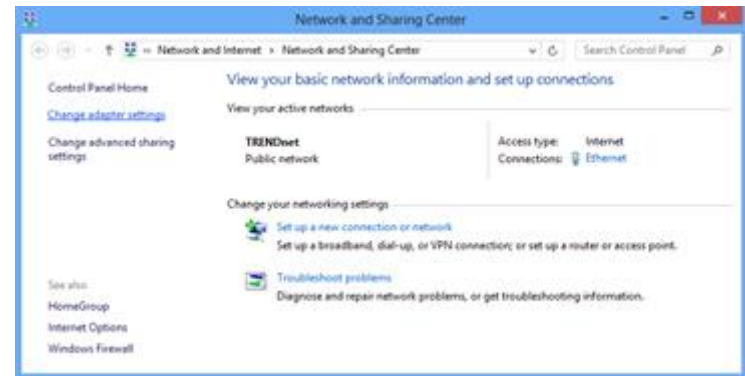 Network and Sharing Center
Network and Internet › Network and Sharing Center
Search Control Panel
Control Panel Home
Change adapter settings
Change advanced sharing
settings
See also
HomeGroup
Internet Options
Windows Firewall
View your basic network information and set up connections
View your active networks
TRENDnet
Public network
Access type: Internet
Connections: Ethernet
Change your networking settings
Set up a new connection or network
Set up a broadband, dial-up, or VPN connection; or set up a router or access point.
Troubleshoot problems
Diagnose and repair network problems, or get troubleshooting information.